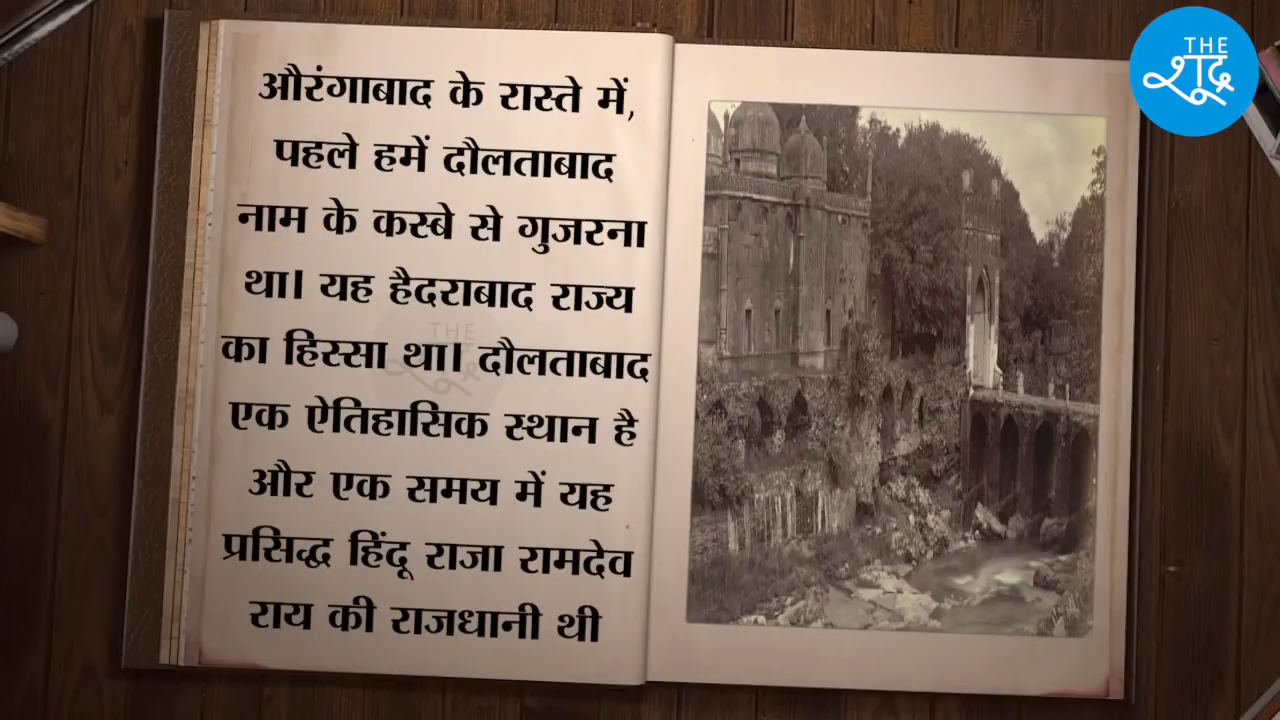 औरंगाबाद के रास्ते में,
पहले हमें दौलताबाद
नाम के कस्बे से गुजरना
था। यह हैदराबाद राज्य
का हिस्सा था। दौलताबाद
एक ऐतिहासिक स्थान है
और एक समय में यह
प्रसिद्ध हिंदू राजा रामदेव
राय की राजधानी थी
THE
शूद्र
THE